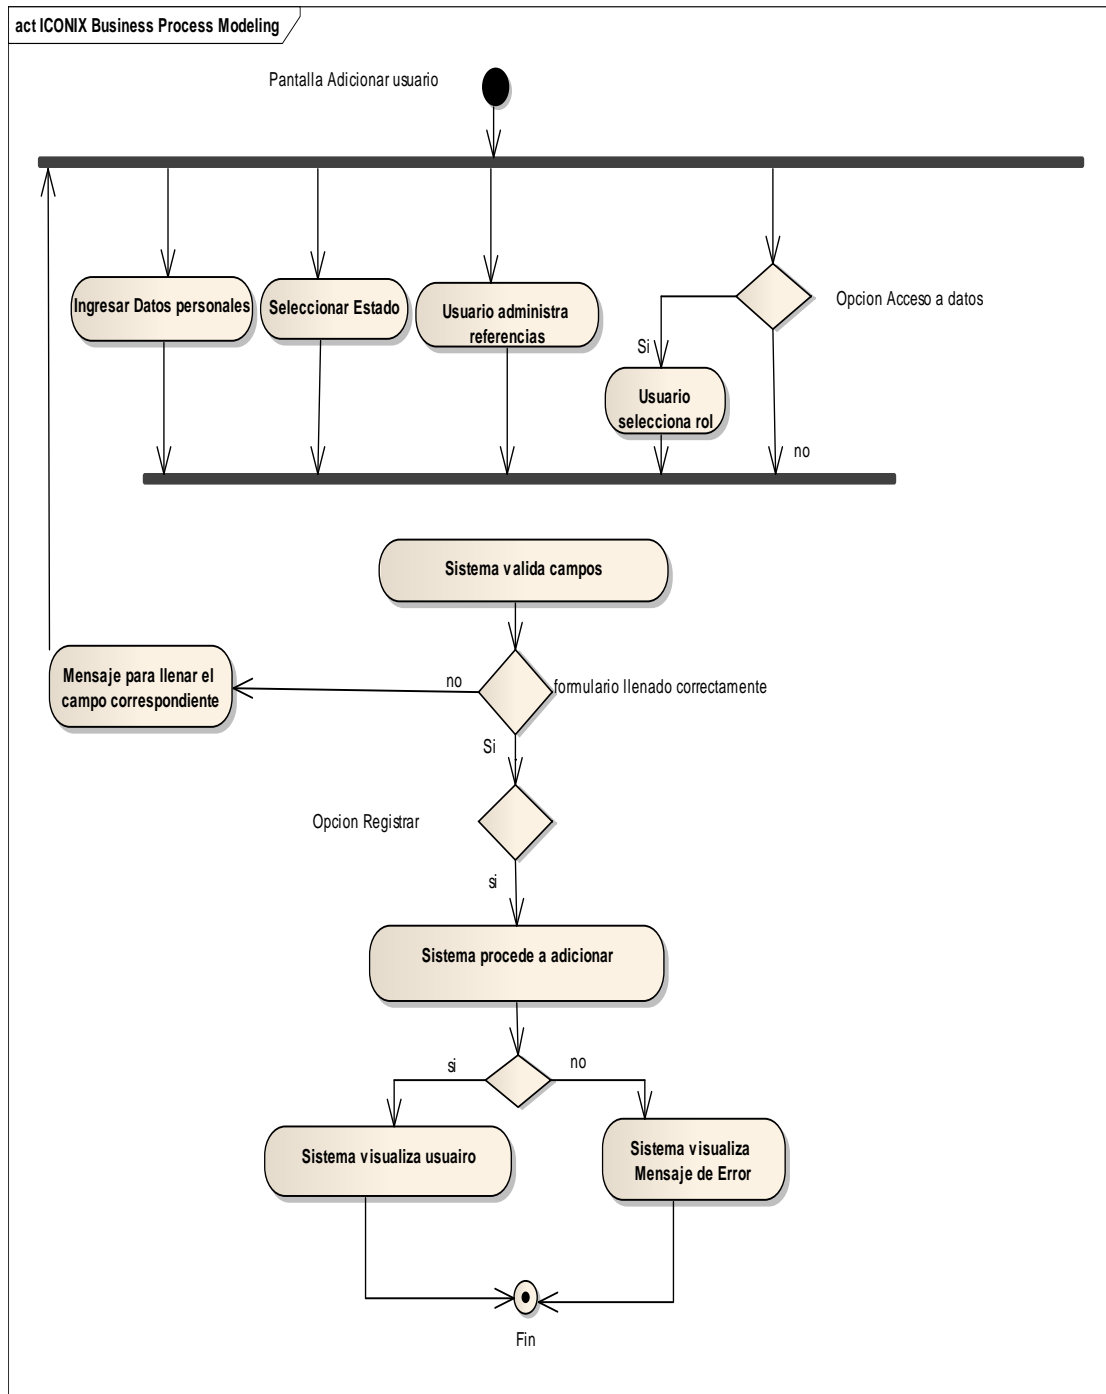 act ICONIX Business Process Modeling
Pantalla Adicionar usuario
Ingresar Datos personales
Seleccionar Estado
Usuario administra
referencias
Opcion Acceso a datos
Si
Usuario
selecciona rol
no
Sistema valida campos
Mensaje para llenar el
campo correspondiente
no
formulario llenado correctamente
Si
Opcion Registrar
si
Sistema procede a adicionar
si
no
Sistema visualiza usuairo
Sistema visualiza
Mensaje de Error
Fin